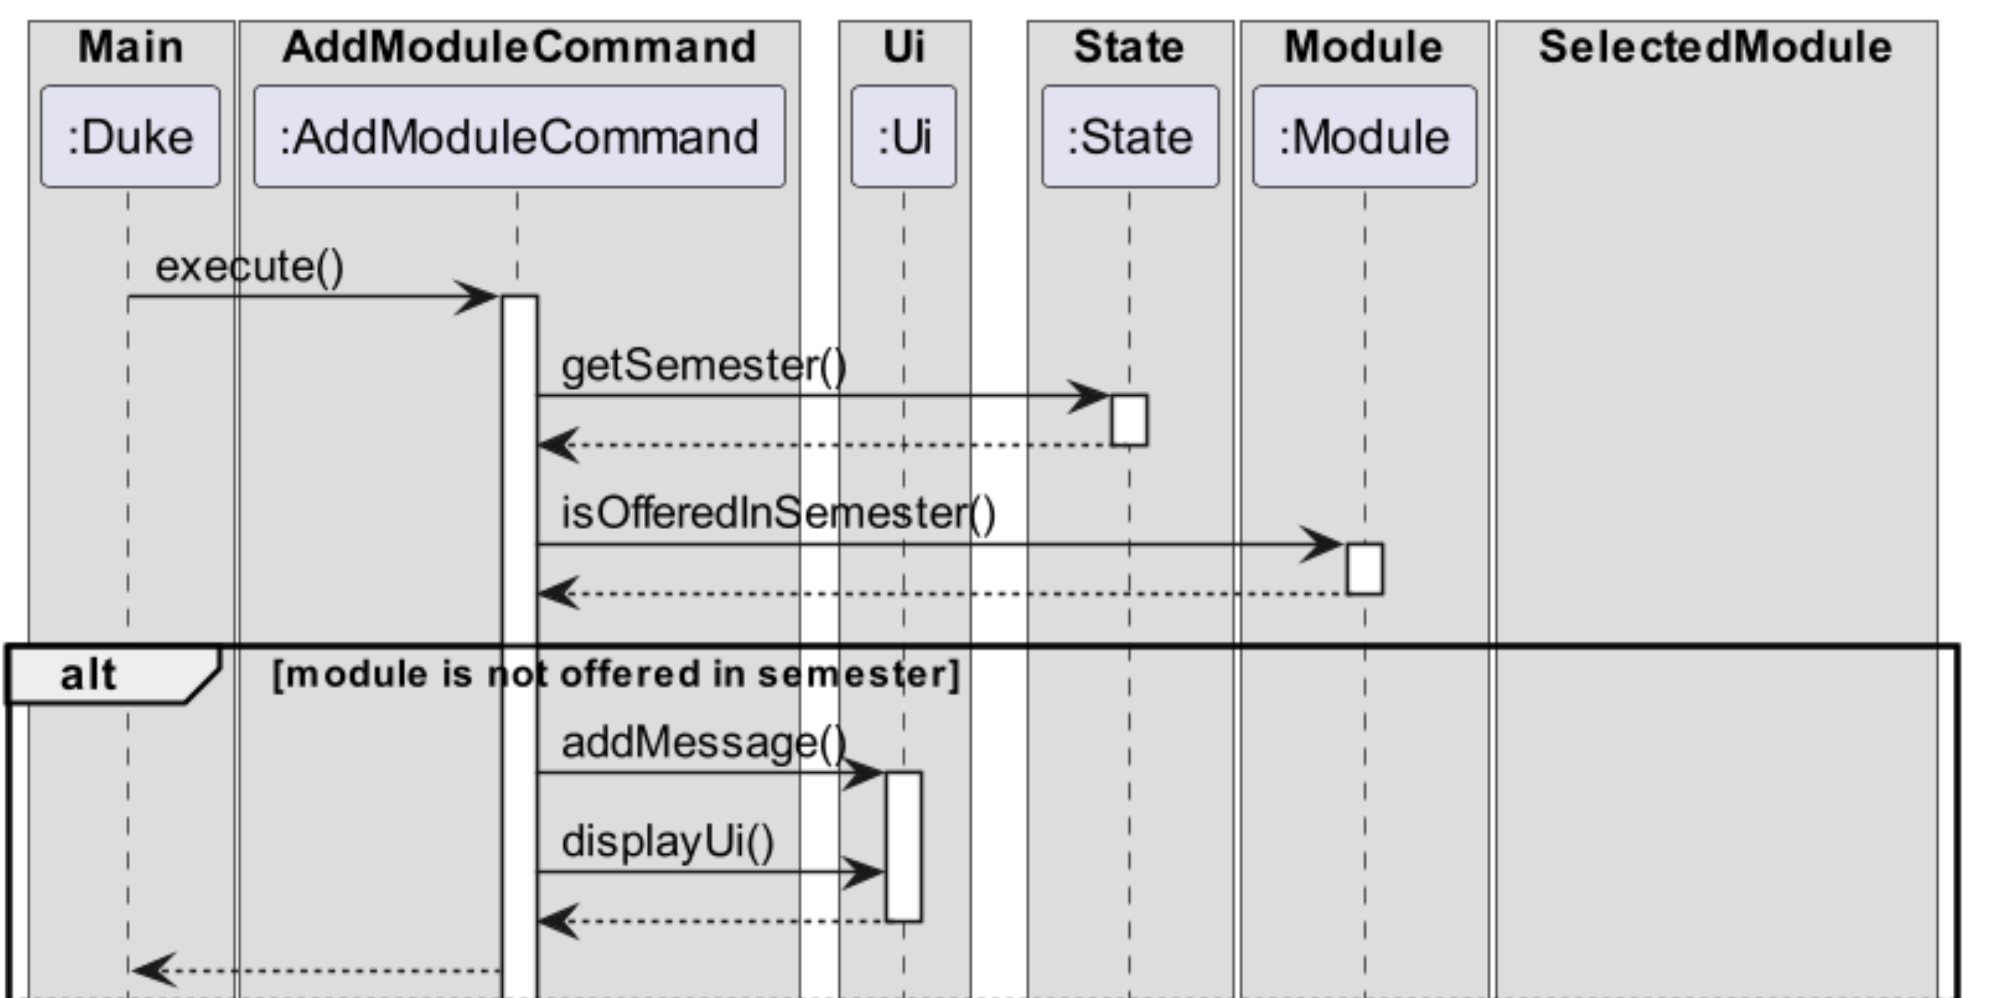 Main AddModuleCommand Ui State Module SelectedModule
:Duke :AddModuleCommand :Ui :State :Module
execute()
getSemester()
isOfferedInSemester()
alt [module is not offered in semester]
addMessage()
displayUi()